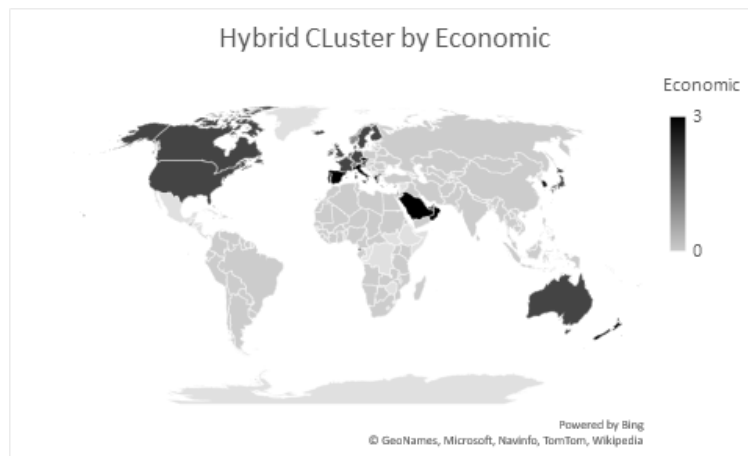 Hybrid CLuster by Economic
Economic
3
0
Powered by Bing
© GeoNames, Microsoft, Navinfo, TomTom, Wikipedia